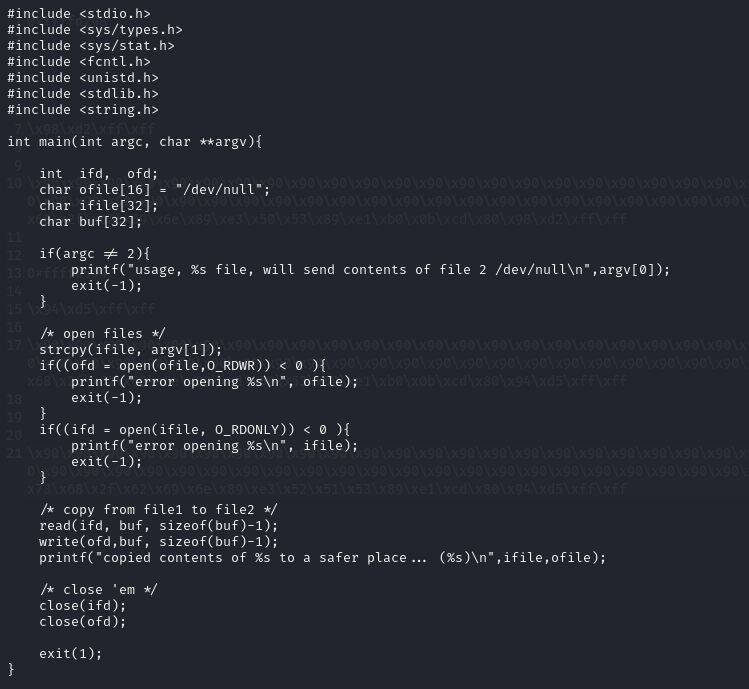 #include <stdio.h>
#include <sys/types.h>
#include <sys/stat.h>
#include <fcntl.h>
#include <unistd.h>
#include <stdlib.h>
#include <string.h>
int main(int argc, char **argv){
int  ifd,  ofd;
char ofile[16] = "/dev/null";
char ifile[32];
char buf[32];
if(argc != 2){
printf("usage, %s file, will send contents of file 2 /dev/null\n",argv[0]);
exit(-1);
}
/* open files */
strcpy(ifile, argv[1]);
if((ofd = open(ofile,O_RDWR)) < 0 ){
printf("error opening %s\n", ofile);
exit(-1);
}
if((ifd = open(ifile, O_RDONLY)) < 0 ){
printf("error opening %s\n", ifile);
exit(-1);
}
/* copy from file1 to file2 */
read(ifd, buf, sizeof(buf)-1);
write(ofd,buf, sizeof(buf)-1);
printf("copied contents of %s to a safer place... (%s)\n",ifile,ofile);
/* close 'em */
close(ifd);
close(ofd);
exit(1);
}